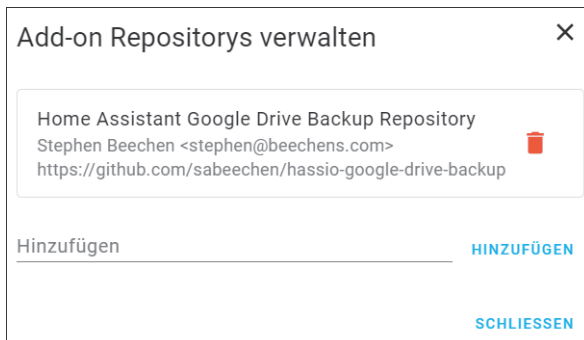 Add-on Repositorys verwalten
Home Assistant Google Drive Backup Repository
Stephen Beechen <stephen@beechens.com>
https://github.com/sabeechen/hassio-google-drive-backup
Hinzufügen
HINZUFÜGEN
SCHLIESSEN